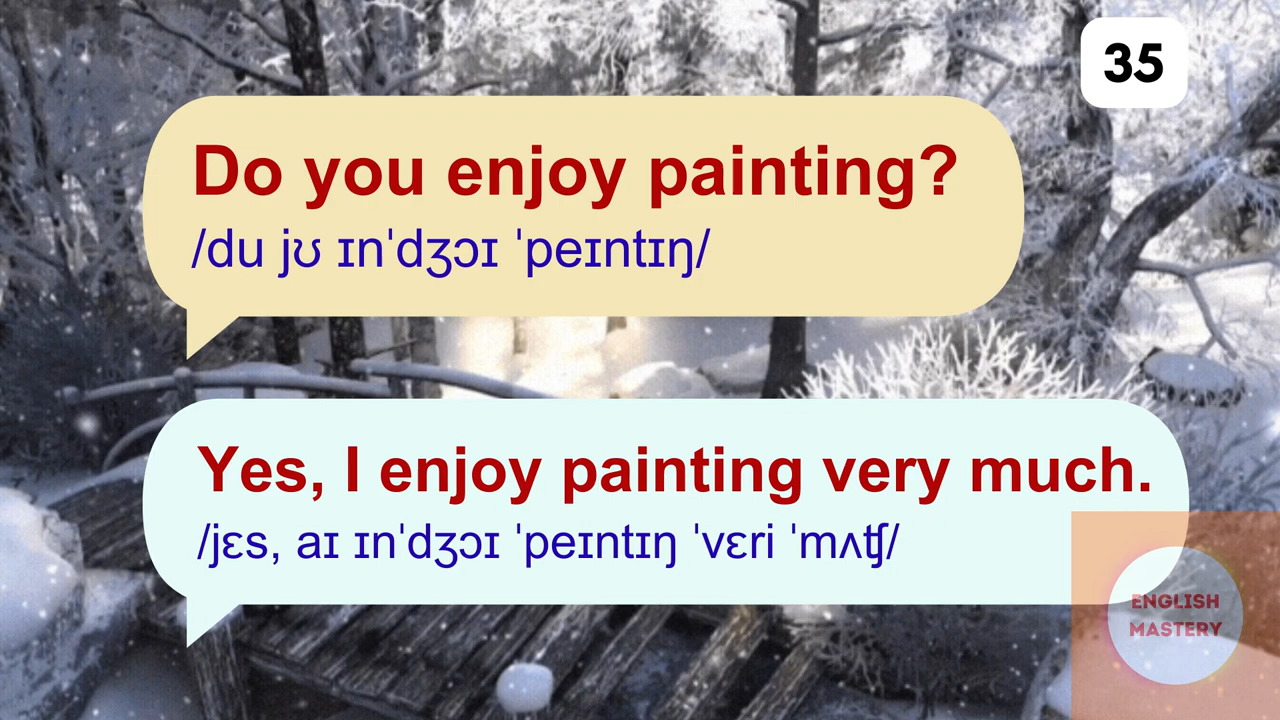 35
Do you enjoy painting?
/du jʊ ɪnˈdʒɔɪ ˈpeɪntɪŋ/
Yes, I enjoy painting very much.
/jɛs, aɪ ɪnˈdʒɔɪ ˈpeɪntɪŋ ˈvɛri ˈmʌʧ/
ENGLISH
MASTERY